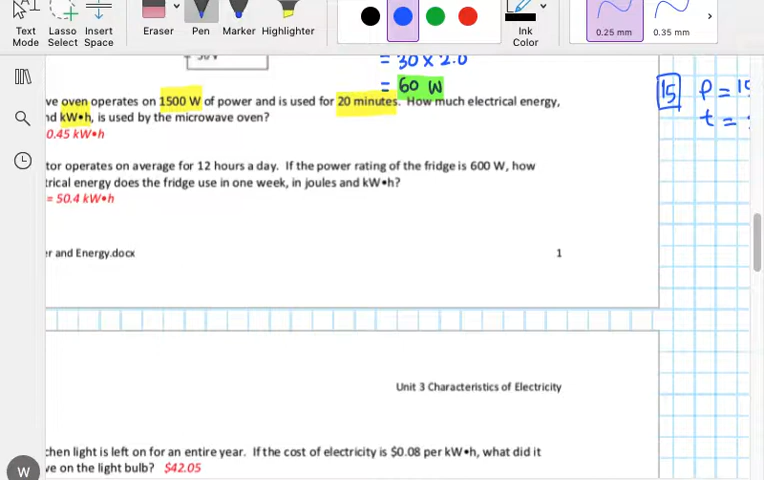 Text
Mode
Lasso
Select
Insert
Space
Eraser
Pen
Marker
Highlighter
Ink
Color
0.25 mm
0.35 mm
= 30 x 2.0
= 60 W
ve oven operates on 1500 W of power and is used for 20 minutes. How much electrical energy,
nd kW•h, is used by the microwave oven?
0.45 kW•h
15 P = 15
t =
tor operates on average for 12 hours a day. If the power rating of the fridge is 600 W, how
trical energy does the fridge use in one week, in joules and kW•h?
= 50.4 kW•h
er and Energy.docx 1
Unit 3 Characteristics of Electricity
chen light is left on for an entire year. If the cost of electricity is $0.08 per kW•h, what did it
ve on the light bulb? $42.05
W